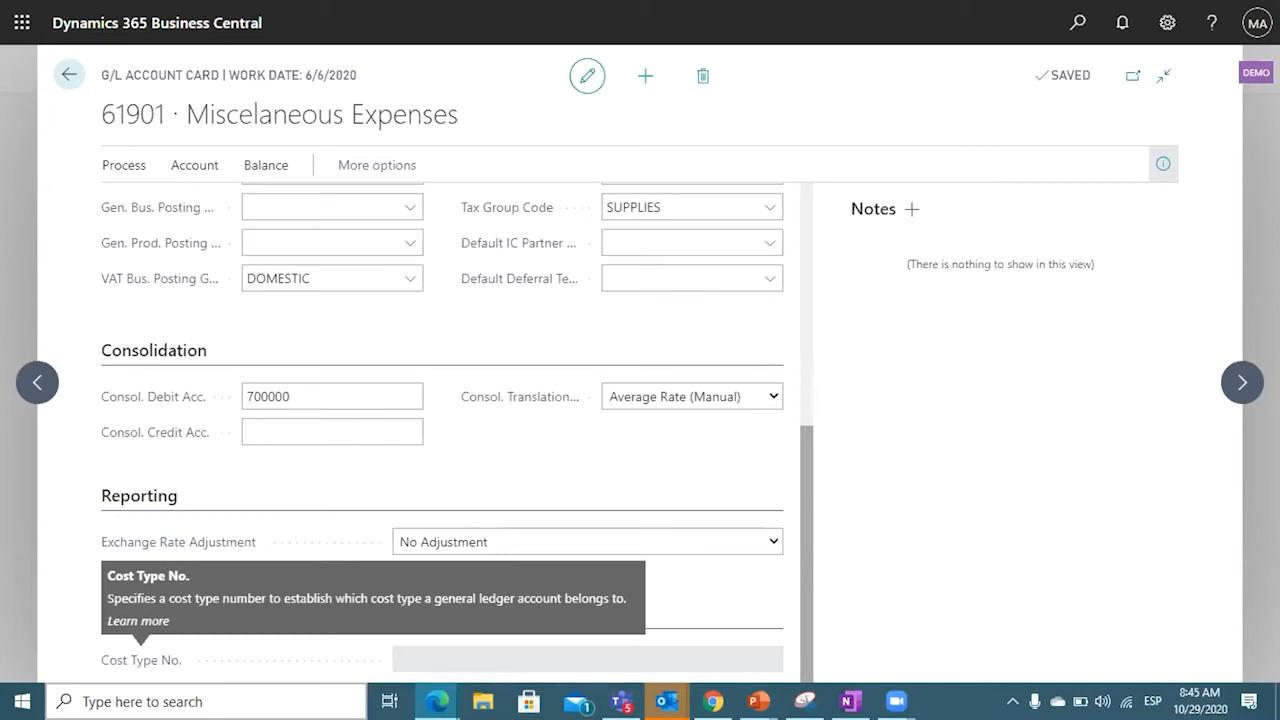 Dynamics 365 Business Central
MA
G/L ACCOUNT CARD | WORK DATE: 6/6/2020
SAVED
DEMO
61901 · Miscelaneous Expenses
Process Account Balance More options
Gen. Bus. Posting ... Tax Group Code SUPPLIES
Notes
Gen. Prod. Posting ... Default IC Partner ...
VAT Bus. Posting G... DOMESTIC Default Deferral Te...
(There is nothing to show in this view)
Consolidation
Consol. Debit Acc. 700000 Consol. Translation... Average Rate (Manual)
Consol. Credit Acc.
Reporting
Exchange Rate Adjustment No Adjustment
Cost Type No.
Specifies a cost type number to establish which cost type a general ledger account belongs to.
Learn more
Cost Type No.
Type here to search
1
5
ESP
8:45 AM
10/29/2020